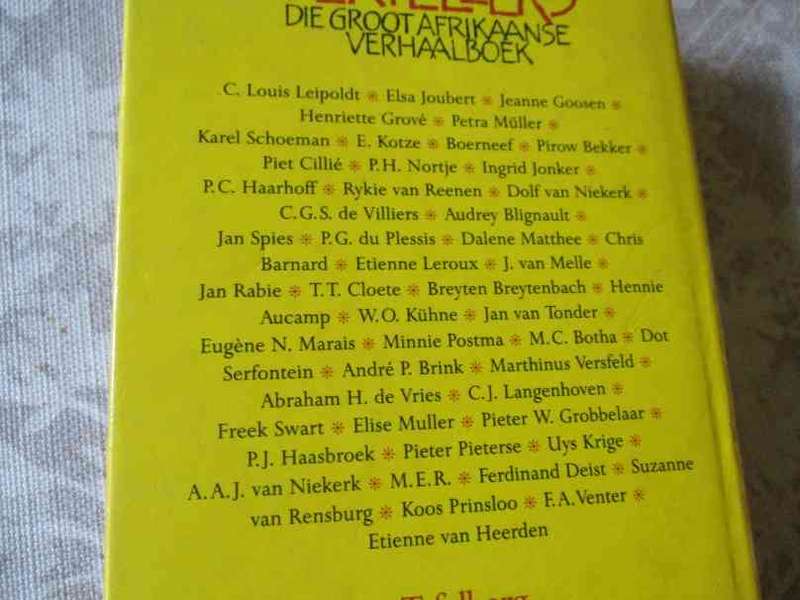 DIE GROOT AFRIKAANSE
VERHAALBOEK
C. Louis Leipoldt ✳ Elsa Joubert ✳ Jeanne Goosen ✳
Henriette Grové ✳ Petra Müller ✳
Karel Schoeman ✳ E. Kotze ✳ Boerneef ✳ Pirow Bekker ✳
Piet Cillié ✳ P.H. Nortje ✳ Ingrid Jonker ✳
P.C. Haarhoff ✳ Rykie van Reenen ✳ Dolf van Niekerk ✳
C.G.S. de Villiers ✳ Audrey Blignault ✳
Jan Spies ✳ P.G. du Plessis ✳ Dalene Matthee ✳ Chris
Barnard ✳ Etienne Leroux ✳ J. van Melle ✳
Jan Rabie ✳ T.T. Cloete ✳ Breyten Breytenbach ✳ Hennie
Aucamp ✳ W.O. Kühne ✳ Jan van Tonder ✳
Eugène N. Marais ✳ Minnie Postma ✳ M.C. Botha ✳ Dot
Serfontein ✳ André P. Brink ✳ Marthinus Versfeld ✳
Abraham H. de Vries ✳ C.J. Langenhoven ✳
Freek Swart ✳ Elise Muller ✳ Pieter W. Grobbelaar ✳
P.J. Haasbroek ✳ Pieter Pieterse ✳ Uys Krige ✳
A.A.J. van Niekerk ✳ M.E.R. ✳ Ferdinand Deist ✳ Suzanne
van Rensburg ✳ Koos Prinsloo ✳ F.A. Venter ✳
Etienne van Heerden
Tafelberg